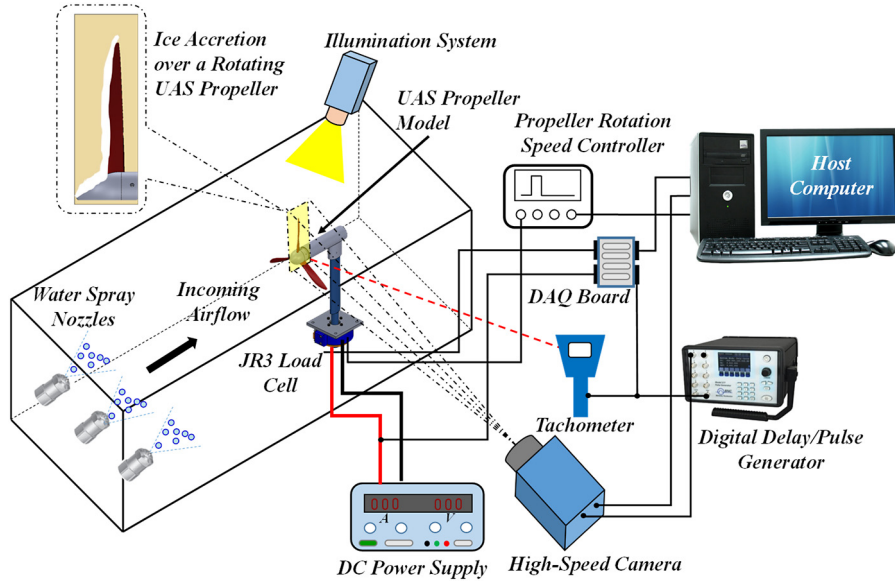 Ice Accretion
over a Rotating
UAS Propeller
Illumination System
UAS Propeller
Model
Propeller Rotation
Speed Controller
Host
Computer
Water Spray
Nozzles
Incoming
Airflow
DAQ Board
JR3 Load
Cell
Tachometer
Digital Delay/Pulse
Generator
000 000
A V
DC Power Supply
High-Speed Camera